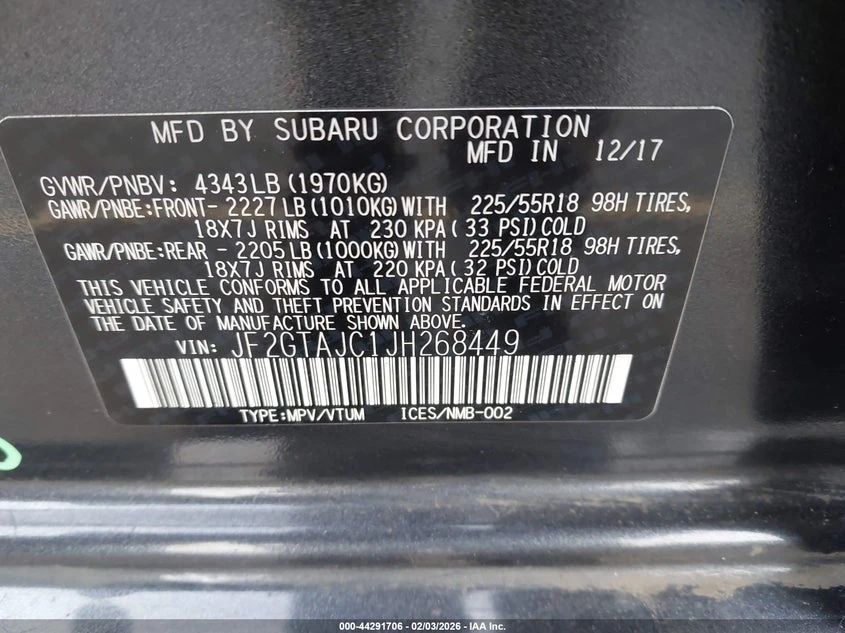 MFD BY SUBARU CORPORATION
MFD IN 12/17
GVWR/PNBV: 4343LB (1970KG)
GAWR/PNBE:FRONT- 2227LB (1010KG) WITH 225/55R18 98H TIRES,
18X7J RIMS AT 230 KPA( 33 PSI) COLD
GAWR/PNBE:REAR - 2205LB (1000KG) WITH 225/55R18 98H TIRES,
18X7J RIMS AT 220 KPA( 32 PSI) COLD
THIS VEHICLE CONFORMS TO ALL APPLICABLE FEDERAL MOTOR
VEHICLE SAFETY AND THEFT PREVENTION STANDARDS IN EFFECT ON
THE DATE OF MANUFACTURE SHOWN ABOVE.
VIN: JF2GTAJC1JH268449
TYPE:MPV/VTUM ICES/NMB-002
000-44291706 - 02/03/2026 - IAA Inc.